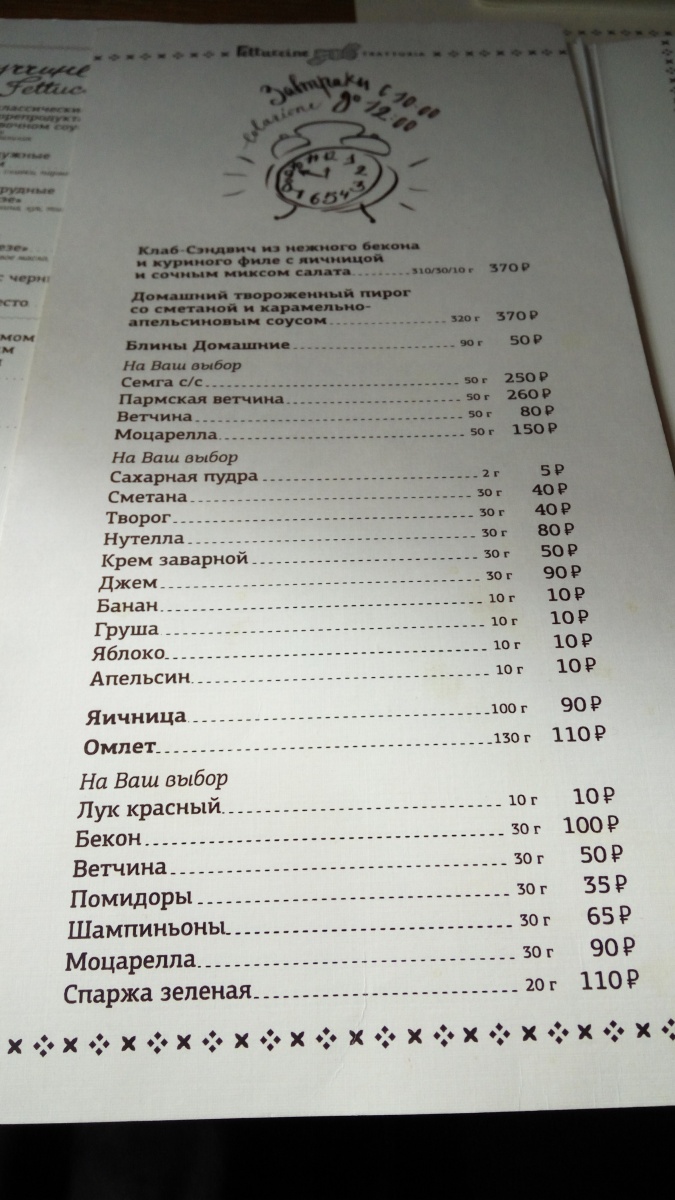 Fettuccine TRATTORIA
Завтраки с 10:00
до 12:00
colazione
Клаб-Сэндвич из нежного бекона
и куриного филе с яичницей
и сочным миксом салата 310/30/10 г 370 ₽
Домашний твороженный пирог
со сметаной и карамельно-
апельсиновым соусом 320 г 370 ₽
Блины Домашние 90 г 50 ₽
На Ваш выбор
Семга с/с 50 г 250 ₽
Пармская ветчина 50 г 260 ₽
Ветчина 50 г 80 ₽
Моцарелла 50 г 150 ₽
На Ваш выбор
Сахарная пудра 2 г 5 ₽
Сметана 30 г 40 ₽
Творог 30 г 40 ₽
Нутелла 30 г 80 ₽
Крем заварной 30 г 50 ₽
Джем 30 г 90 ₽
Банан 10 г 10 ₽
Груша 10 г 10 ₽
Яблоко 10 г 10 ₽
Апельсин 10 г 10 ₽
Яичница 100 г 90 ₽
Омлет 130 г 110 ₽
На Ваш выбор
Лук красный 10 г 10 ₽
Бекон 30 г 100 ₽
Ветчина 30 г 50 ₽
Помидоры 30 г 35 ₽
Шампиньоны 30 г 65 ₽
Моцарелла 30 г 90 ₽
Спаржа зеленая 20 г 110 ₽